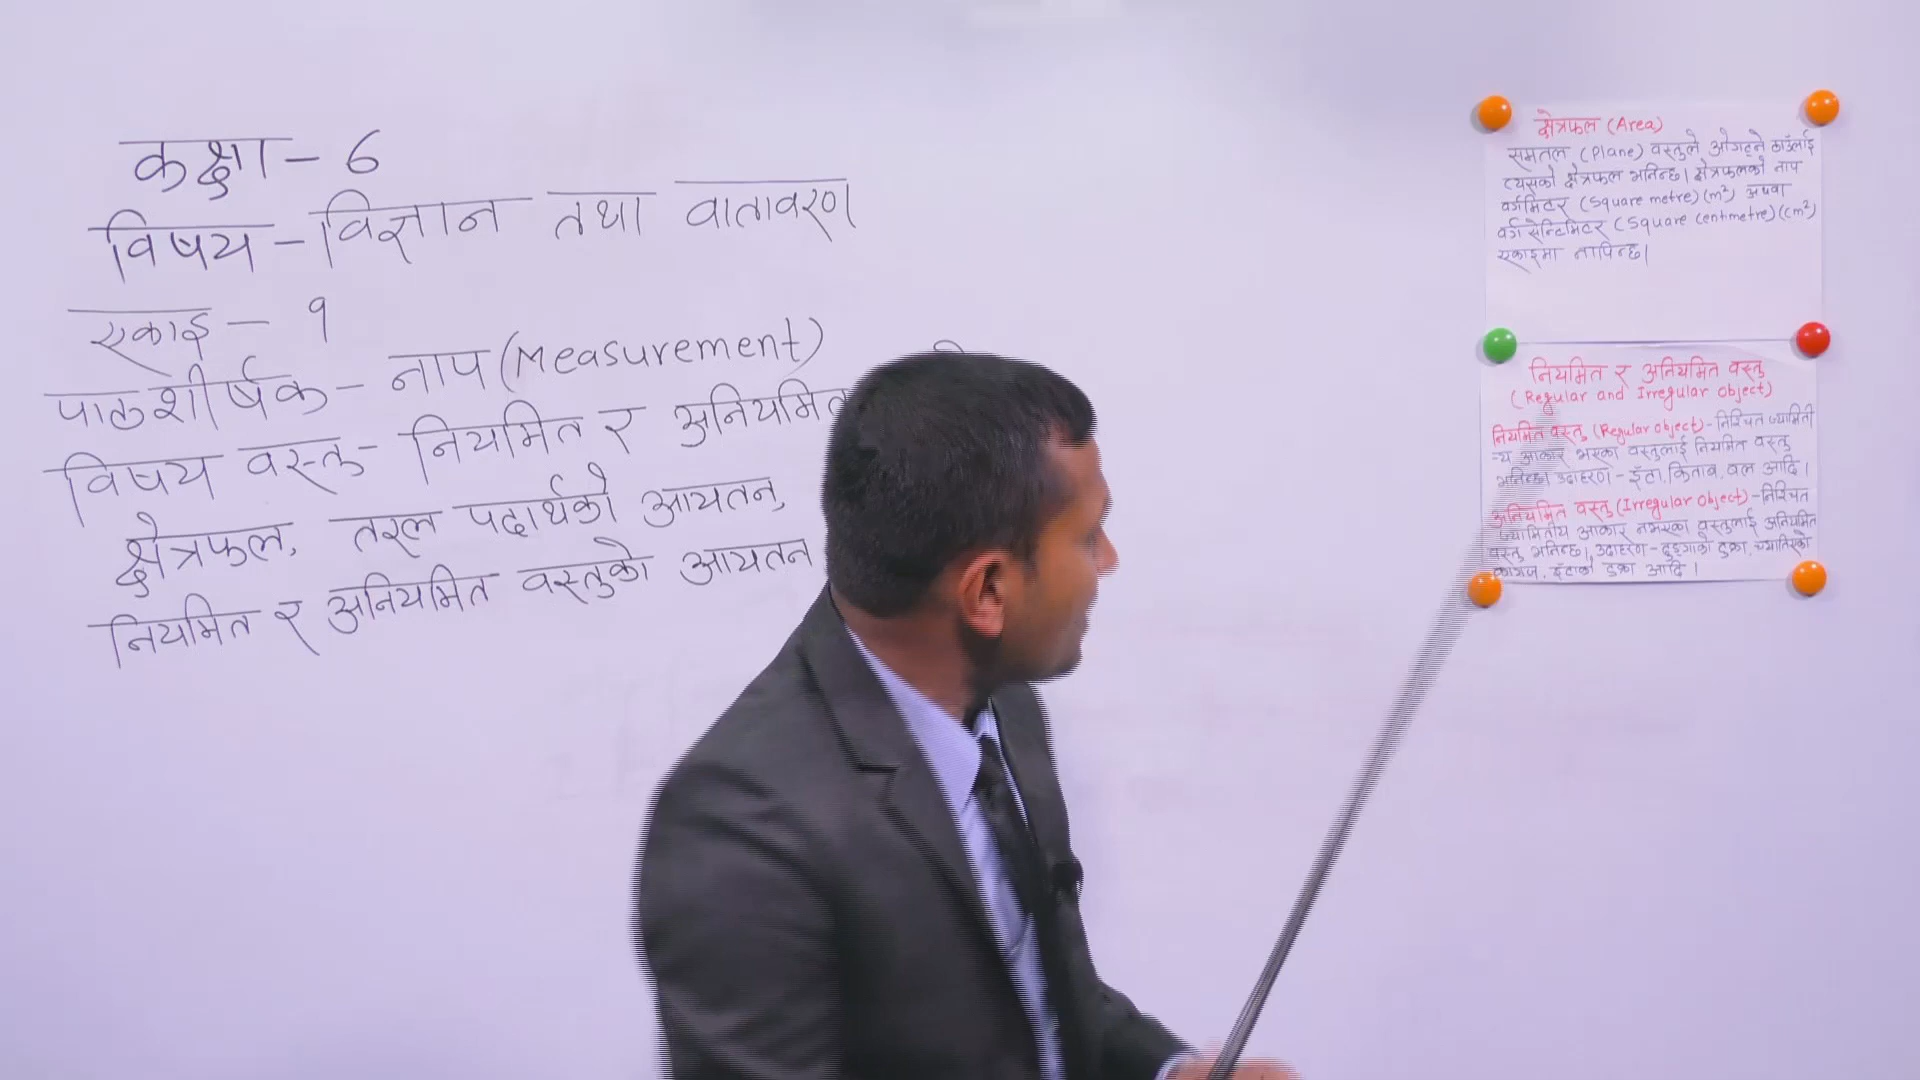 कक्षा - 6
विषय - विज्ञान तथा वातावरण
एकाइ - १
पाठ शीर्षक - नाप (Measurement)
विषय वस्तु - नियमित र अनियमित
क्षेत्रफल, तरल पदार्थको आयतन,
नियमित र अनियमित वस्तुको आयतन
क्षेत्रफल (Area)
समतल (Plane) वस्तुले ओगट्ने ठाउँलाई
त्यसको क्षेत्रफल भनिन्छ। क्षेत्रफलको नाप
वर्गमिटर (Square metre) (m²) अथवा
वर्ग सेन्टिमिटर (Square Centimetre) (cm²)
एकाइमा नापिन्छ।
नियमित र अनियमित वस्तु
(Regular and Irregular Object)
नियमित वस्तु (Regular object) - निश्चित ज्यामिती
-य आकार भएका वस्तुलाई नियमित वस्तु
भनिन्छ। उदाहरण - इँटा, किताब, बल आदि।
अनियमित वस्तु (Irregular object) - निश्चित
ज्यामितीय आकार नभएका वस्तुलाई अनियमित
वस्तु भनिन्छ। उदाहरण - ढुङ्गाको टुक्रा, च्यातिएको
कागज, इँटाको टुक्रा आदि।